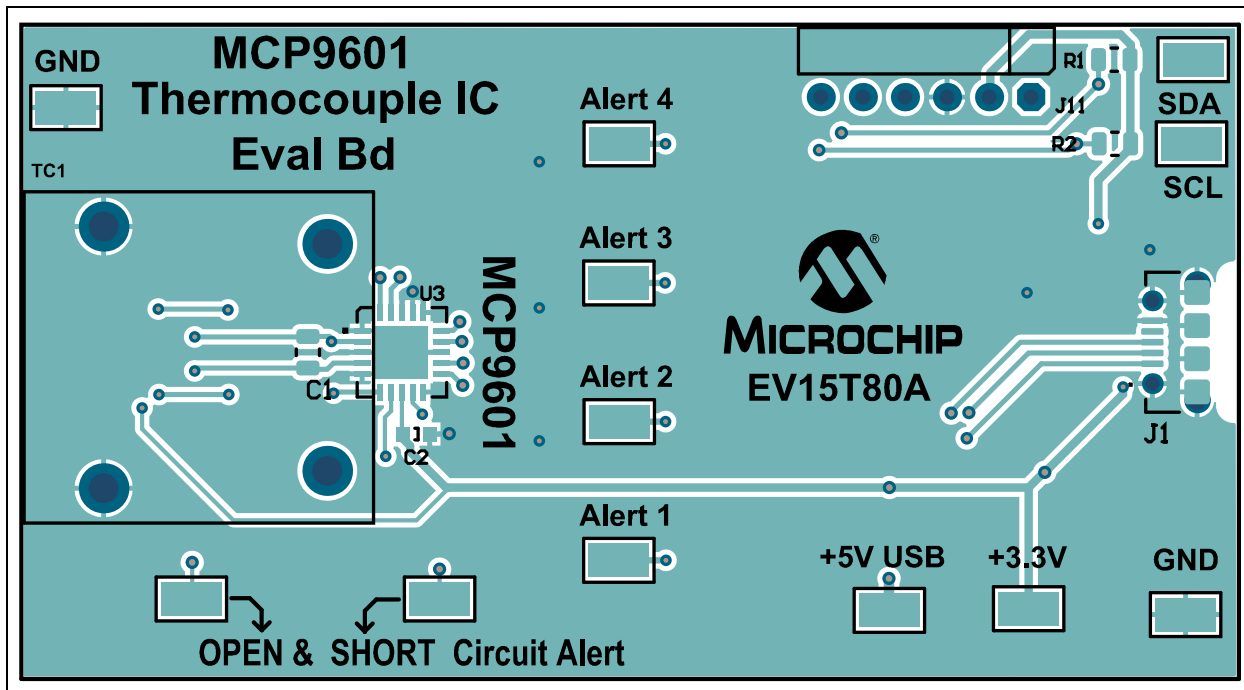 GND
MCP9601
Thermocouple IC
Eval Bd
TC1
Alert 4
R1
J11
SDA
R2
SCL
Alert 3
U3
MCP9601
®
MICROCHIP
EV15T80A
C1
Alert 2
C2
J1
Alert 1
+5V USB
+3.3V
GND
OPEN & SHORT Circuit Alert